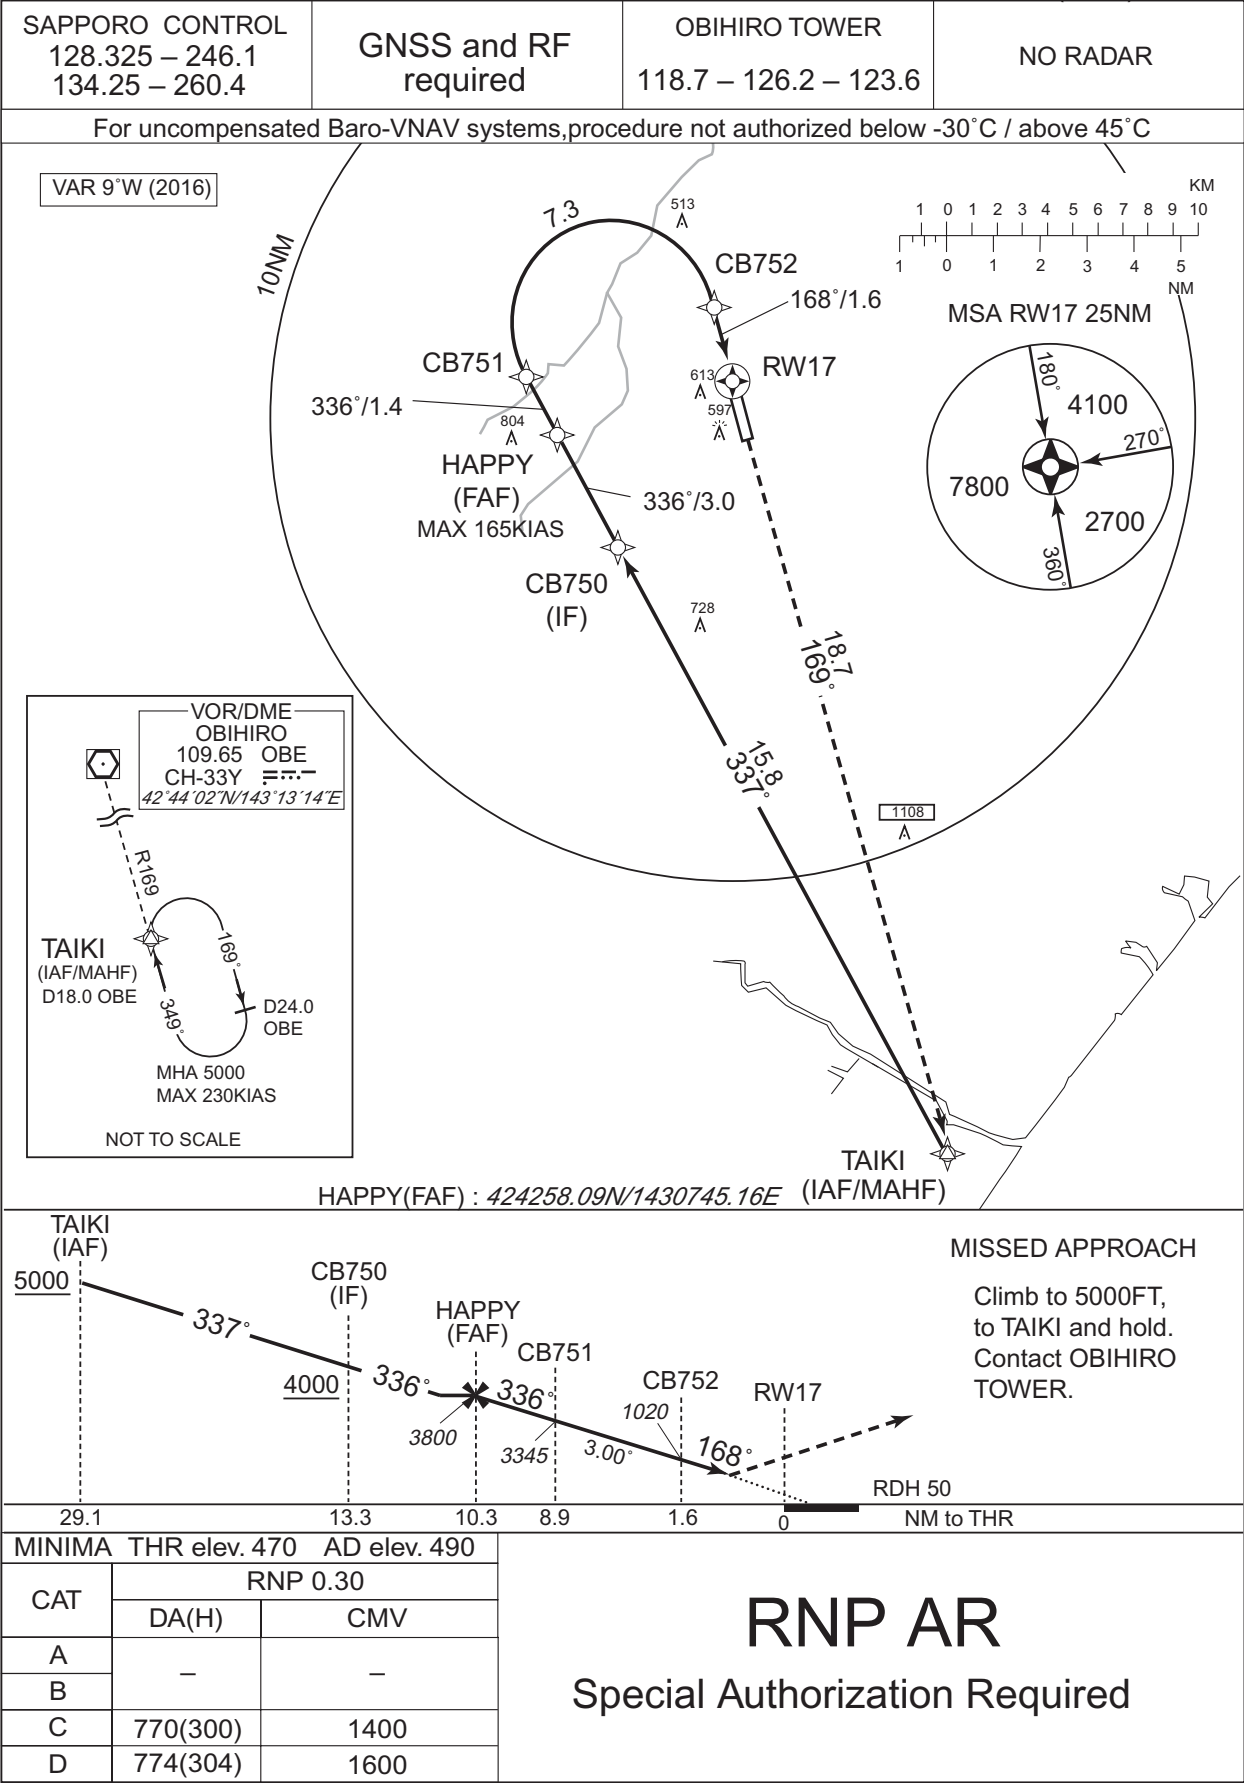 SAPPORO CONTROL
128.325 – 246.1
134.25 – 260.4
GNSS and RF
required
OBIHIRO TOWER
118.7 – 126.2 – 123.6
NO RADAR
For uncompensated Baro-VNAV systems,procedure not authorized below -30˚C / above 45˚C
VAR 9˚W (2016)
10NM
7.3
513
CB752
168˚/1.6
KM
1 0 1 2 3 4 5 6 7 8 9 10
1 0 1 2 3 4 5
NM
MSA RW17 25NM
180˚
4100
270˚
7800
2700
360˚
CB751
336˚/1.4
804
613
RW17
597
HAPPY
(FAF)
MAX 165KIAS
336˚/3.0
CB750
(IF)
728
18.7
169˚
15.8
337˚
1108
VOR/DME
OBIHIRO
109.65 OBE
CH-33Y
42˚44´02˝N/143˚13´14˝E
R169
TAIKI
(IAF/MAHF)
D18.0 OBE
169˚
349˚
D24.0
OBE
MHA 5000
MAX 230KIAS
NOT TO SCALE
TAIKI
(IAF/MAHF)
HAPPY(FAF) : 424258.09N/1430745.16E
TAIKI
(IAF)
5000
337˚
CB750
(IF)
4000
336˚
HAPPY
(FAF)
3800
336˚
CB751
3345
3.00˚
CB752
1020
168˚
RW17
RDH 50
29.1 13.3 10.3 8.9 1.6 0 NM to THR
MISSED APPROACH
Climb to 5000FT,
to TAIKI and hold.
Contact OBIHIRO
TOWER.
MINIMA THR elev. 470 AD elev. 490
CAT
RNP 0.30
DA(H) CMV
A – –
B
C 770(300) 1400
D 774(304) 1600
RNP AR
Special Authorization Required